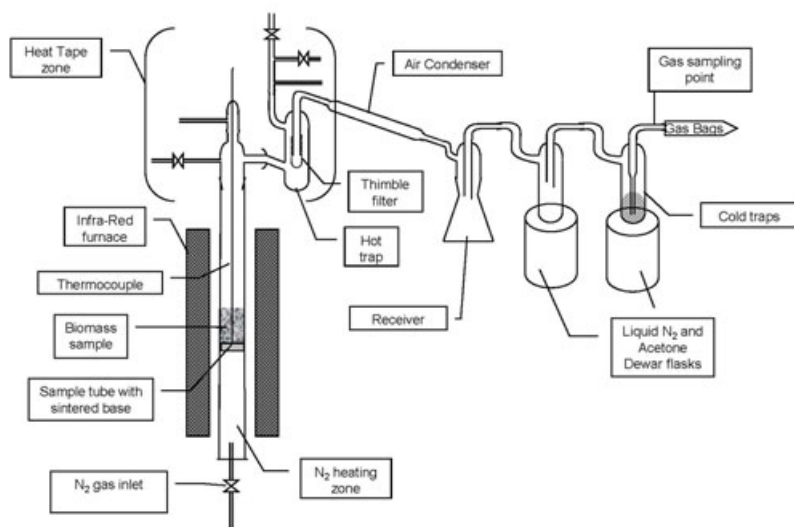 Heat Tape
zone
Air Condenser
Gas sampling
point
Gas Bags
Thimble
filter
Cold traps
Infra-Red
furnace
Hot
trap
Thermocouple
Receiver
Biomass
sample
Liquid N₂ and
Acetone
Dewar flasks
Sample tube with
sintered base
N₂ gas inlet
N₂ heating
zone